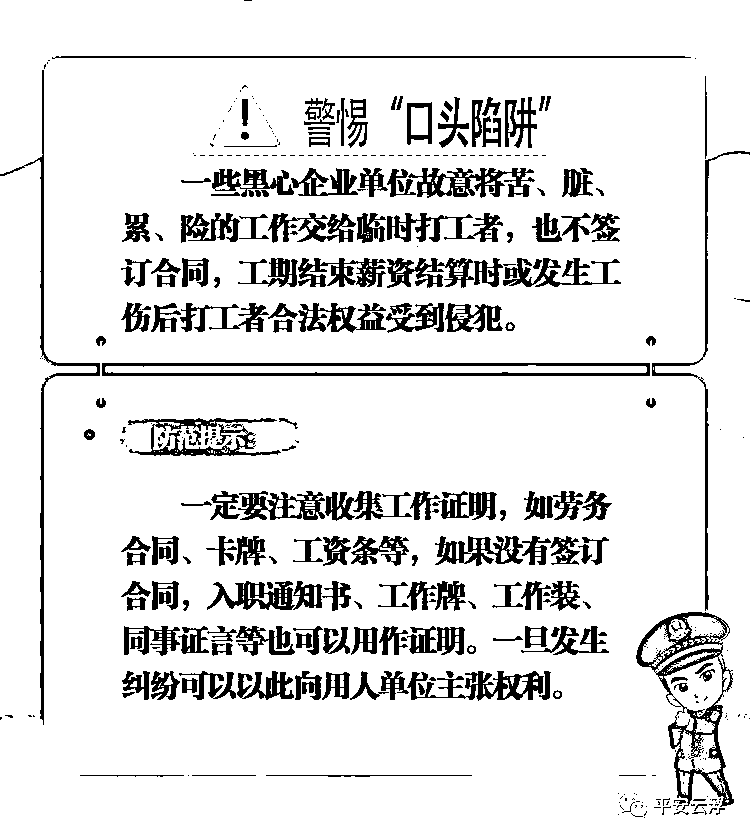 警惕“口头陷阱”
一些黑心企业单位故意将苦、脏、
累、险的工作交给临时打工者，也不签
订合同，工期结束薪资结算时或发生工
伤后打工者合法权益受到侵犯。
防范提示：
一定要注意收集工作证明，如劳务
合同、卡牌、工资条等，如果没有签订
合同，入职通知书、工作牌、工作装、
同事证言等也可以用作证明。一旦发生
纠纷可以以此向用人单位主张权利。
平安云浮